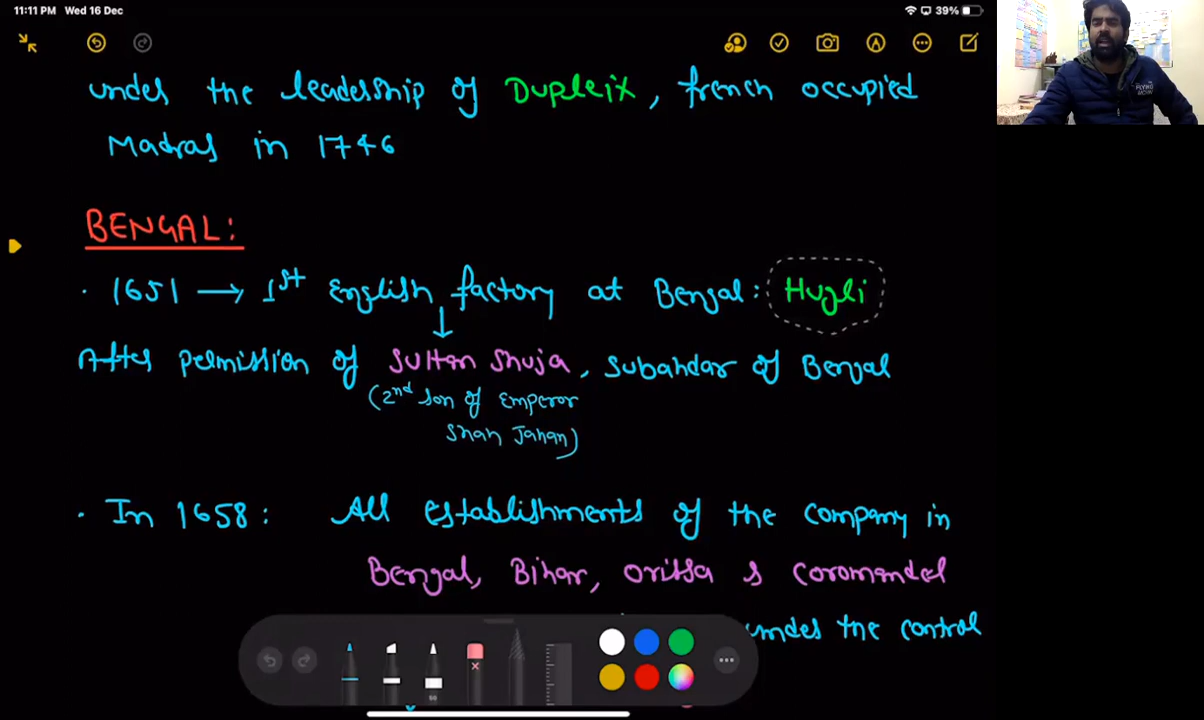 11:11 PM Wed 16 Dec
39%
under the leadership of Dupleix, french occupied
Madras in 1746
BENGAL:
· 1651 → 1st English factory at Bengal: Hugli
After permission of Sultan Shuja, Subahdar of Bengal
(2nd son of Emperor
Shah Jahan)
· In 1658: All establishments of the company in
Bengal, Bihar, Orissa & Coromandel
under the control
50